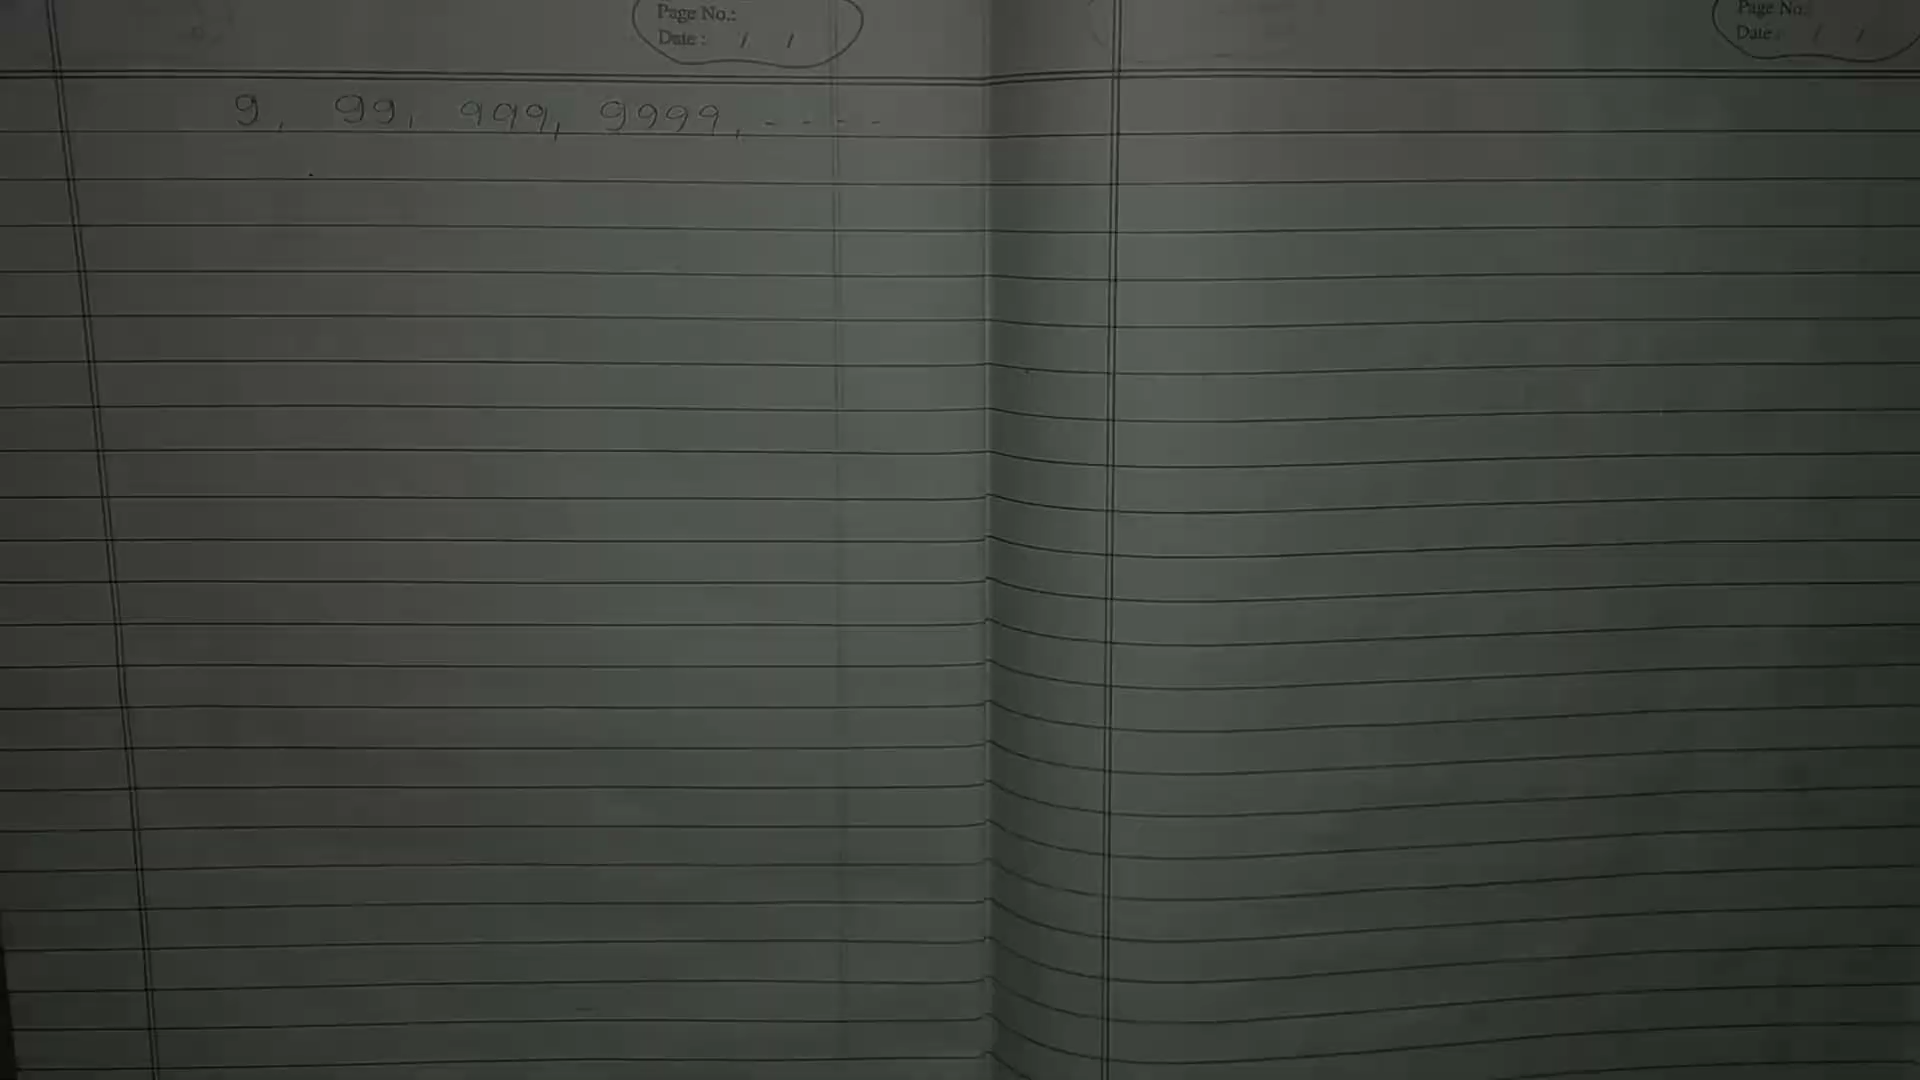 Page No.:
Date : / /
Page No.
Date : / /
9, 99, 999, 9999, - - - -